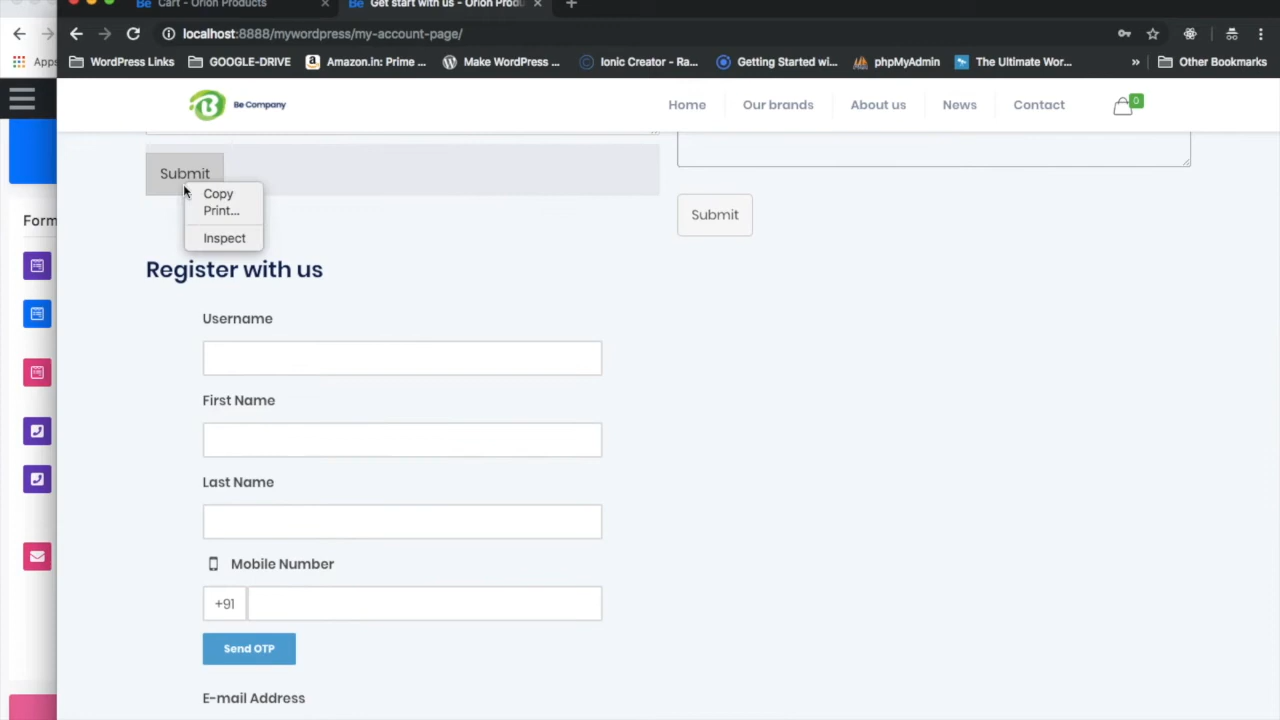 Be Cart - Orion Products ×
Be Get start with us - Orion Produ ×
+
localhost:8888/mywordpress/my-account-page/
Apps
WordPress Links
GOOGLE-DRIVE
Amazon.in: Prime ...
Make WordPress ...
Ionic Creator - Ra...
Getting Started wi...
phpMyAdmin
The Ultimate Wor...
»
Other Bookmarks
Be Company
Home
Our brands
About us
News
Contact
0
Submit
Copy
Print...
Inspect
Submit
Form
Register with us
Username
First Name
Last Name
Mobile Number
+91
Send OTP
E-mail Address